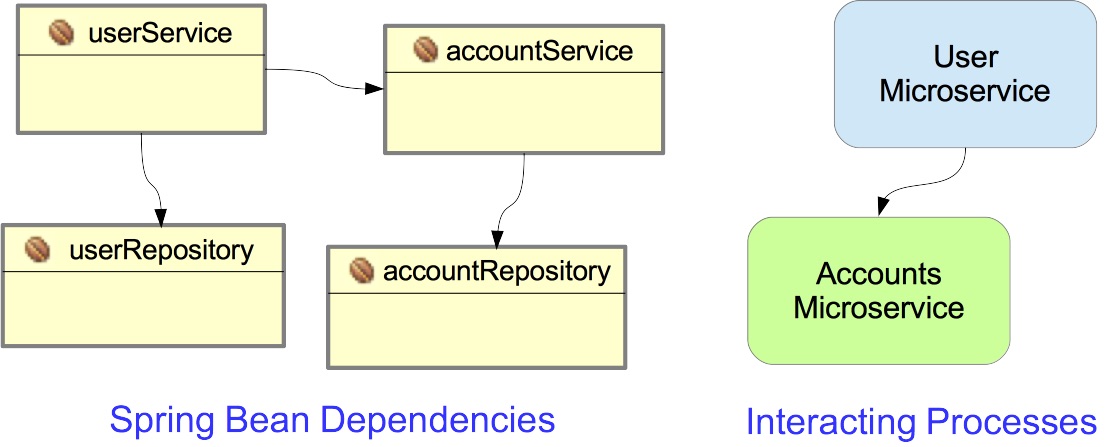 userService
accountService
userRepository
accountRepository
Spring Bean Dependencies
User
Microservice
Accounts
Microservice
Interacting Processes